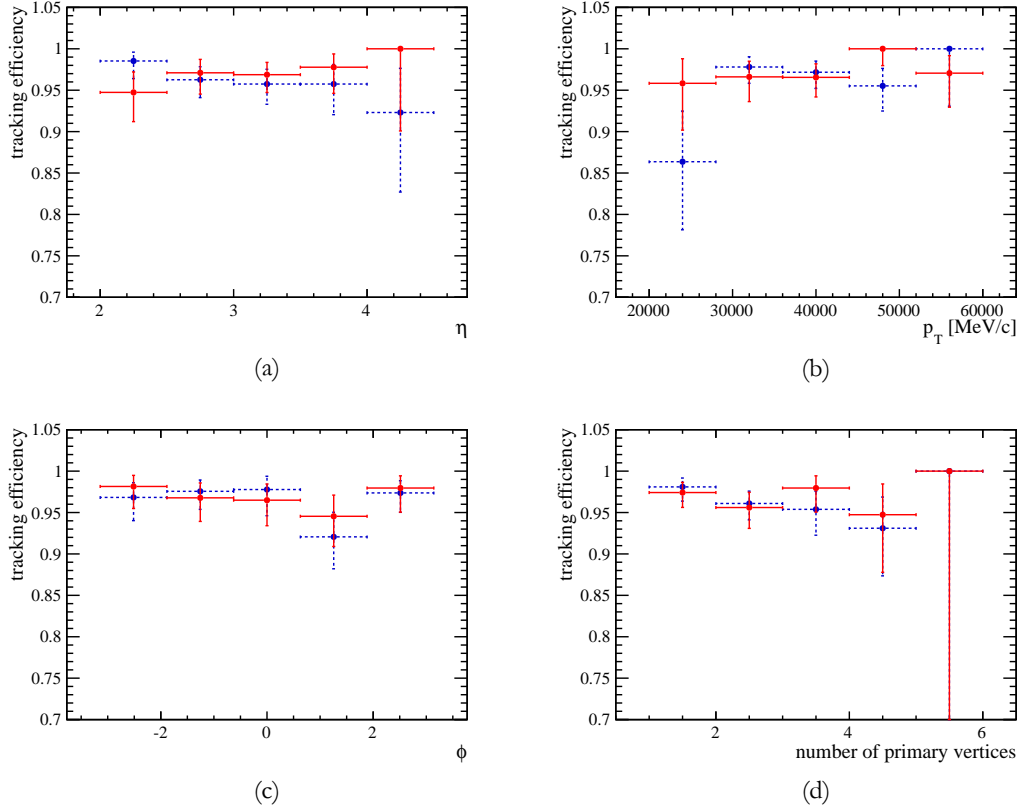 tracking efficiency
1.05
1
0.95
0.9
0.85
0.8
0.75
0.7
2 3 4
η
(a)
tracking efficiency
1.05
1
0.95
0.9
0.85
0.8
0.75
0.7
20000 30000 40000 50000 60000
p_T [MeV/c]
(b)
tracking efficiency
1.05
1
0.95
0.9
0.85
0.8
0.75
0.7
-2 0 2
ϕ
(c)
tracking efficiency
1.05
1
0.95
0.9
0.85
0.8
0.75
0.7
2 4 6
number of primary vertices
(d)